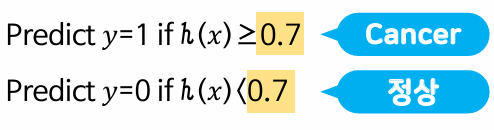 Predict y=1 if h(x) ≥ 0.7 Cancer
Predict y=0 if h(x) < 0.7 정상